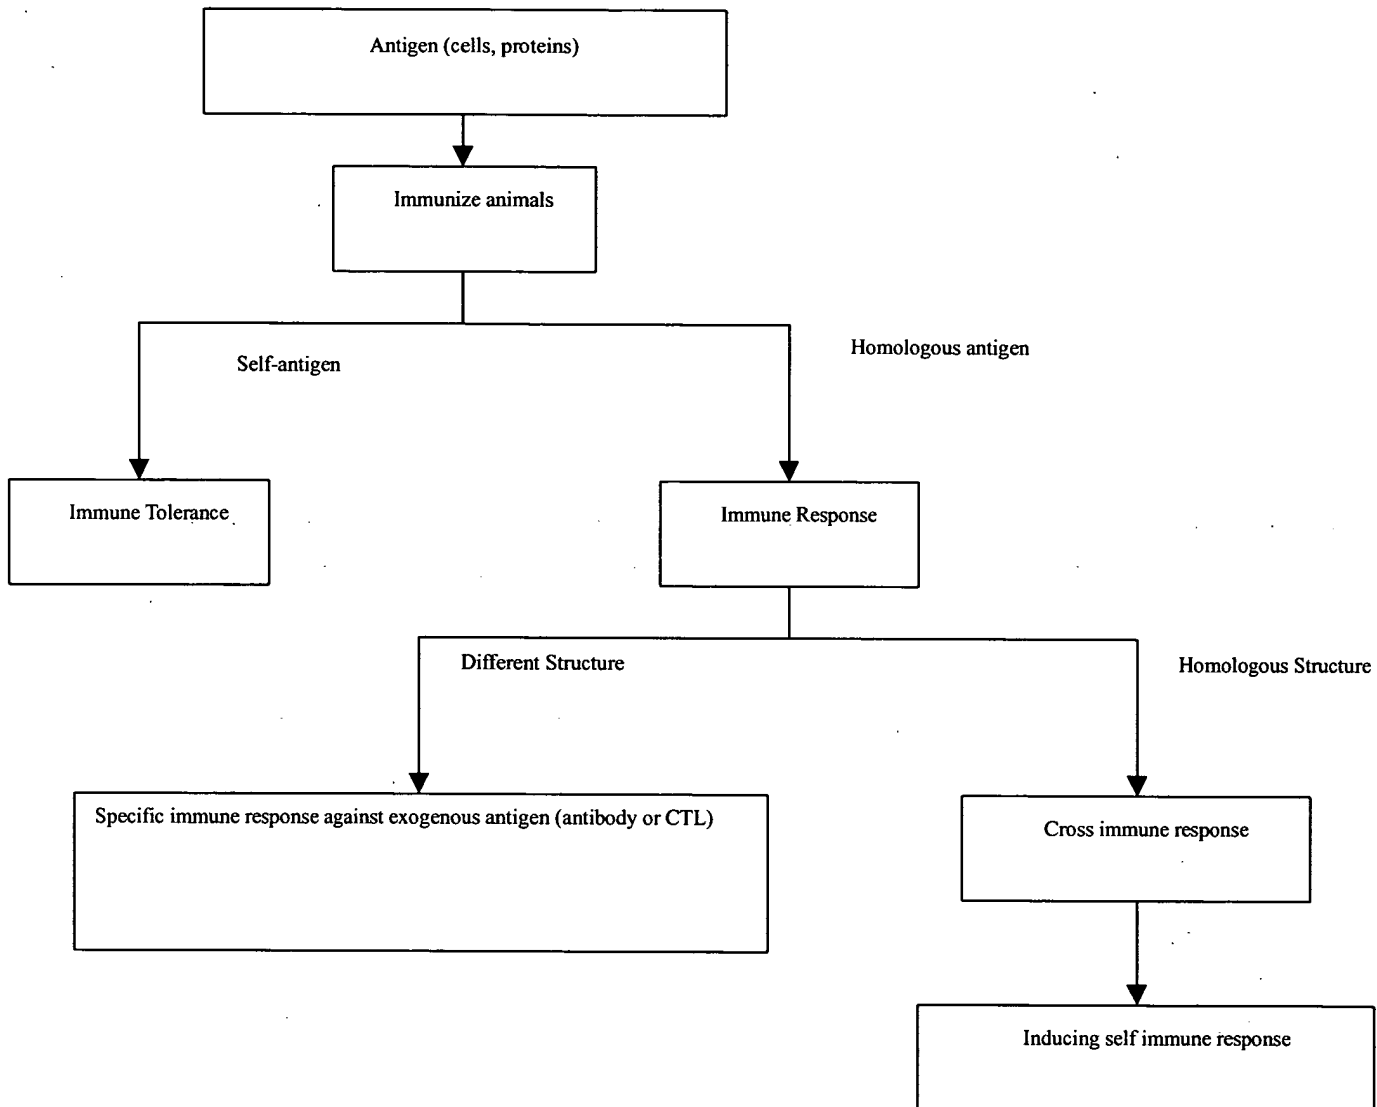 Antigen (cells, proteins)
Immunize animals
Self-antigen
Homologous antigen
Immune Tolerance
Immune Response
Different Structure
Homologous Structure
Specific immune response against exogenous antigen (antibody or CTL)
Cross immune response
Inducing self immune response